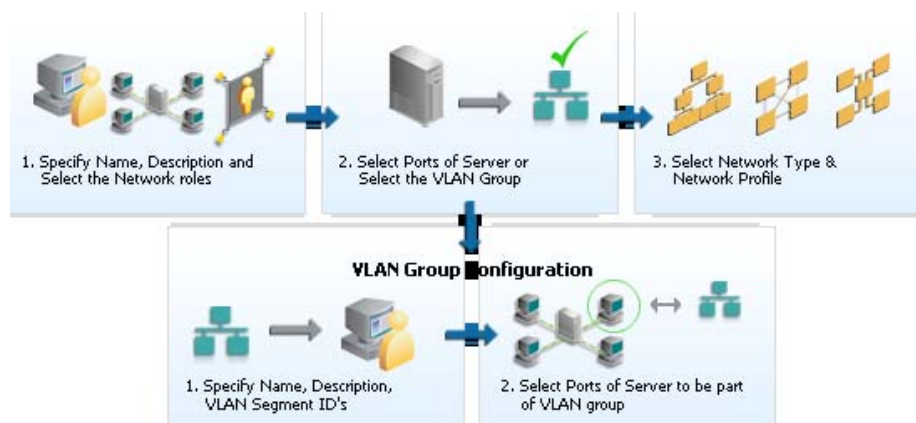 1. Specify Name, Description and
Select the Network roles
2. Select Ports of Server or
Select the VLAN Group
3. Select Network Type &
Network Profile
VLAN Group Configuration
1. Specify Name, Description,
VLAN Segment ID's
2. Select Ports of Server to be part
of VLAN group